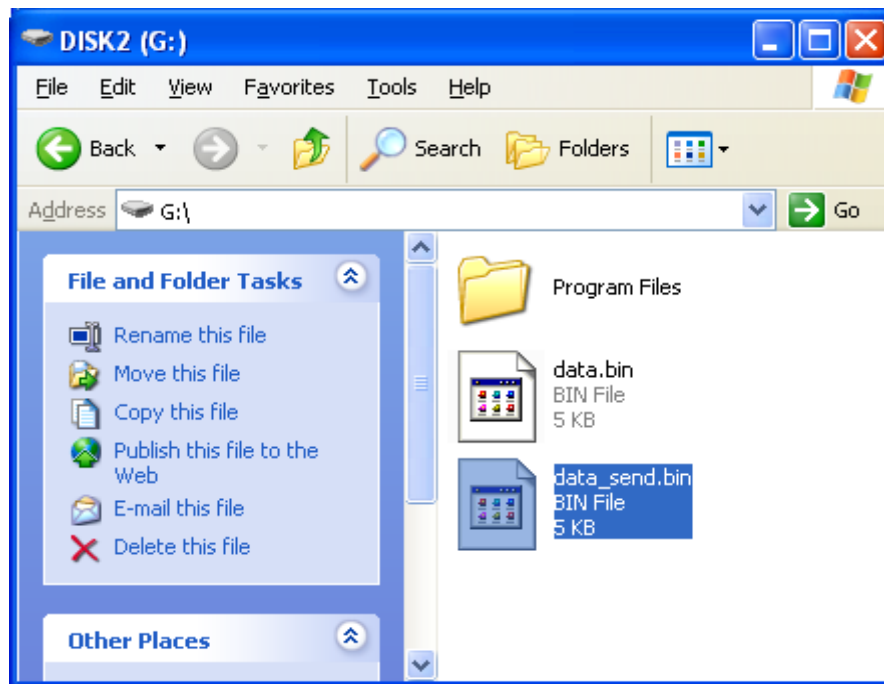 DISK2 (G:)
File Edit View Favorites Tools Help
Back Search Folders
Address G:\ Go
File and Folder Tasks
Rename this file
Move this file
Copy this file
Publish this file to the
Web
E-mail this file
Delete this file
Other Places
Program Files
data.bin
BIN File
5 KB
data_send.bin
BIN File
5 KB